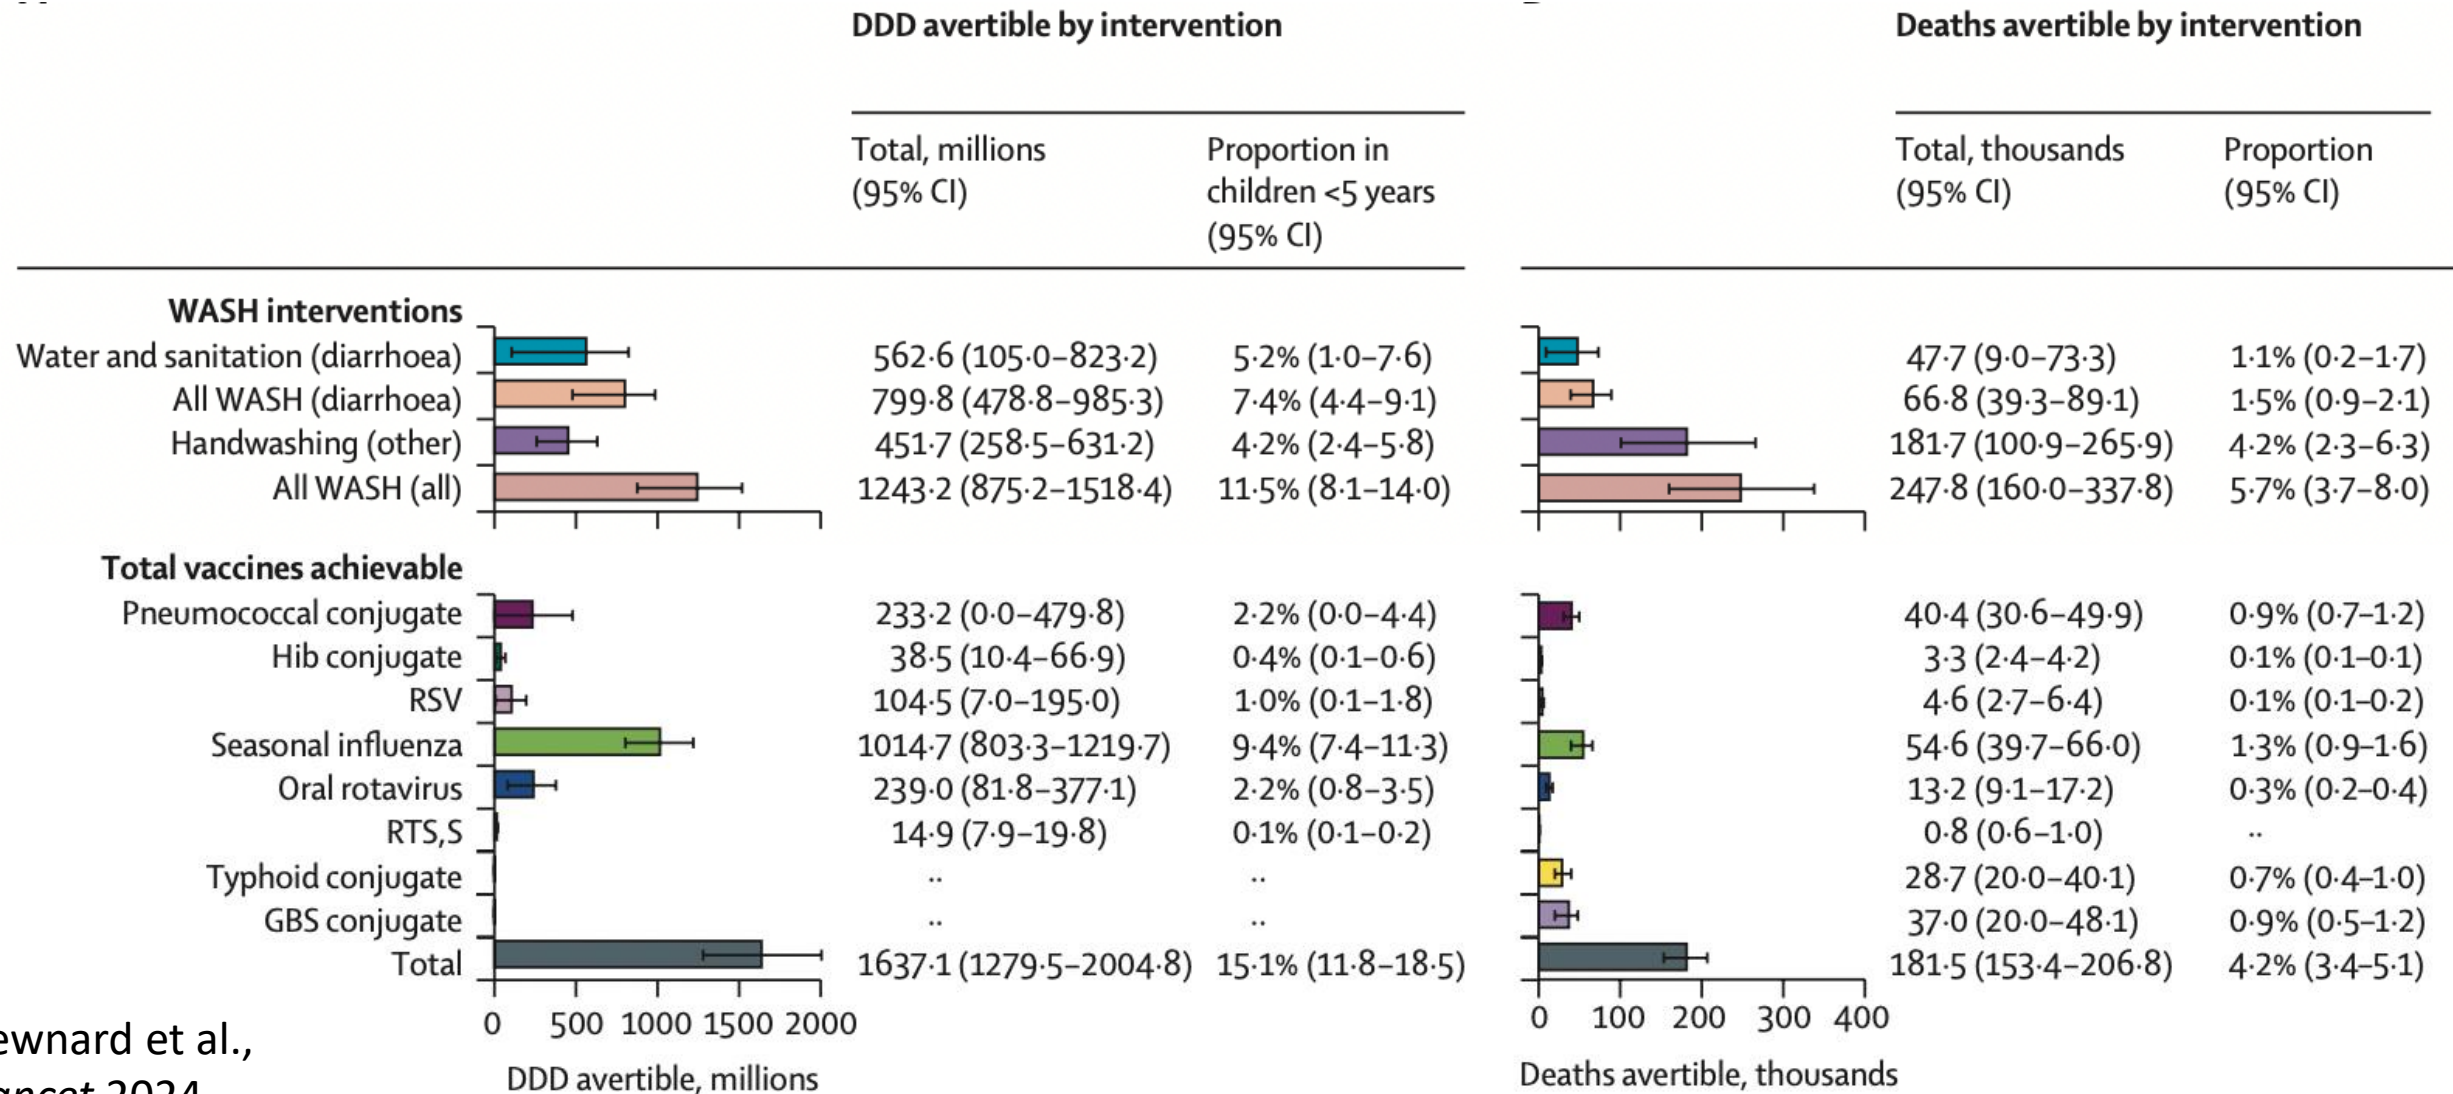 DDD avertible by intervention
Deaths avertible by intervention
Total, millions (95% CI)
Proportion in children <5 years (95% CI)
Total, thousands (95% CI)
Proportion (95% CI)
WASH interventions
Water and sanitation (diarrhoea) 562·6 (105·0–823·2) 5·2% (1·0–7·6) 47·7 (9·0–73·3) 1·1% (0·2–1·7)
All WASH (diarrhoea) 799·8 (478·8–985·3) 7·4% (4·4–9·1) 66·8 (39·3–89·1) 1·5% (0·9–2·1)
Handwashing (other) 451·7 (258·5–631·2) 4·2% (2·4–5·8) 181·7 (100·9–265·9) 4·2% (2·3–6·3)
All WASH (all) 1243·2 (875·2–1518·4) 11·5% (8·1–14·0) 247·8 (160·0–337·8) 5·7% (3·7–8·0)
Total vaccines achievable
Pneumococcal conjugate 233·2 (0·0–479·8) 2·2% (0·0–4·4) 40·4 (30·6–49·9) 0·9% (0·7–1·2)
Hib conjugate 38·5 (10·4–66·9) 0·4% (0·1–0·6) 3·3 (2·4–4·2) 0·1% (0·1–0·1)
RSV 104·5 (7·0–195·0) 1·0% (0·1–1·8) 4·6 (2·7–6·4) 0·1% (0·1–0·2)
Seasonal influenza 1014·7 (803·3–1219·7) 9·4% (7·4–11·3) 54·6 (39·7–66·0) 1·3% (0·9–1·6)
Oral rotavirus 239·0 (81·8–377·1) 2·2% (0·8–3·5) 13·2 (9·1–17·2) 0·3% (0·2–0·4)
RTS,S 14·9 (7·9–19·8) 0·1% (0·1–0·2) 0·8 (0·6–1·0) ··
Typhoid conjugate ·· ·· 28·7 (20·0–40·1) 0·7% (0·4–1·0)
GBS conjugate ·· ·· 37·0 (20·0–48·1) 0·9% (0·5–1·2)
Total 1637·1 (1279·5–2004·8) 15·1% (11·8–18·5) 181·5 (153·4–206·8) 4·2% (3·4–5·1)
0 500 1000 1500 2000
0 100 200 300 400
DDD avertible, millions
Deaths avertible, thousands
ewnard et al.,
ancet 2024